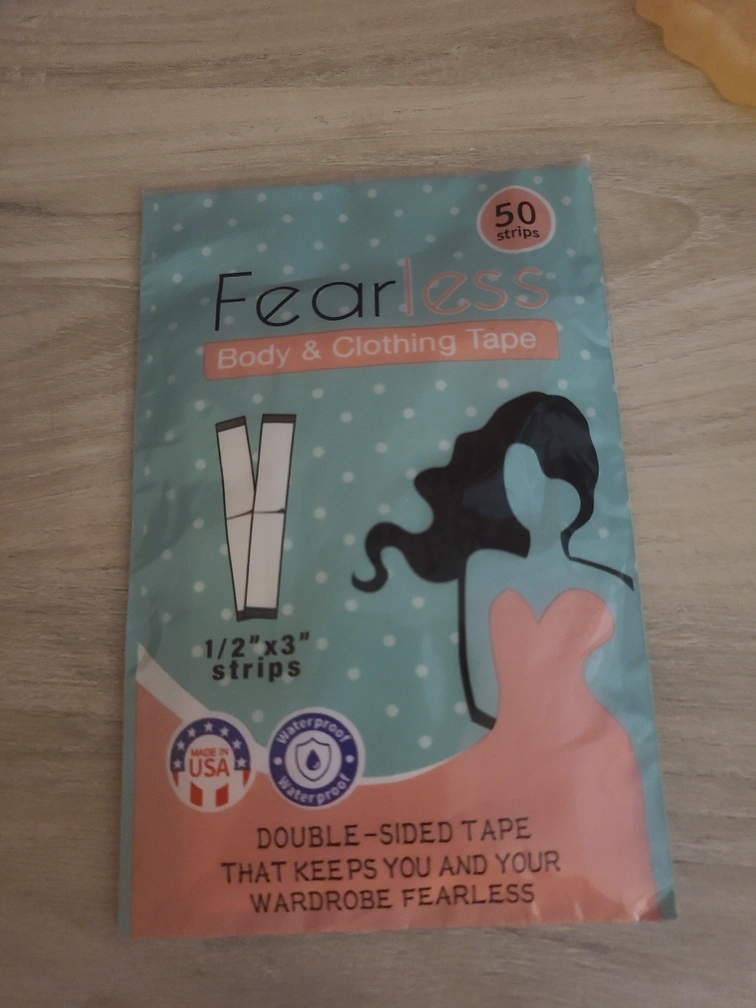 50
strips
Fearless
Body & Clothing Tape
1/2"x3"
strips
MADE IN
USA
Waterproof
Waterproof
DOUBLE-SIDED TAPE
THAT KEEPS YOU AND YOUR
WARDROBE FEARLESS